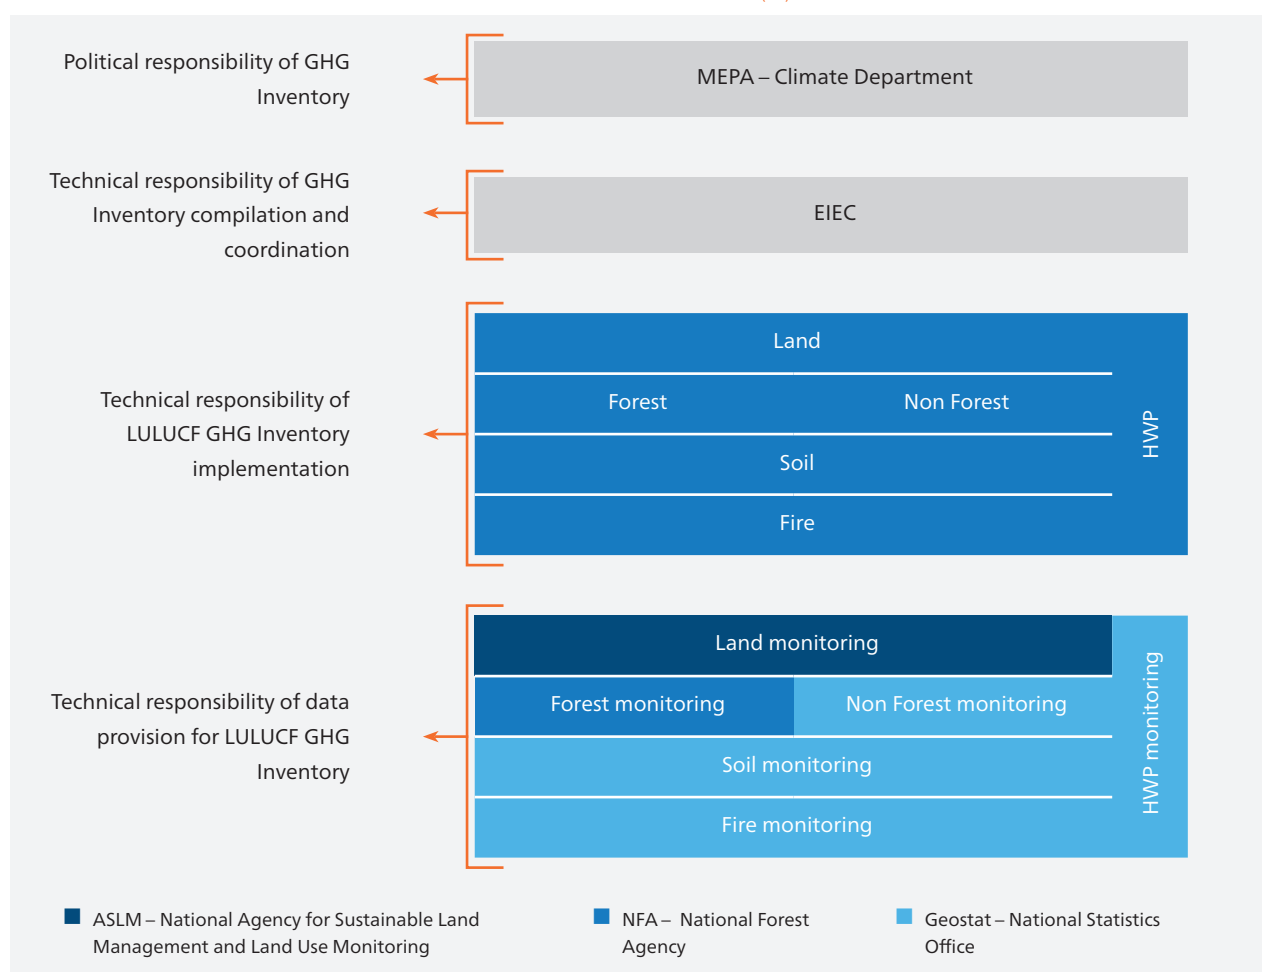 Political responsibility of GHG
Inventory
MEPA – Climate Department
Technical responsibility of GHG
Inventory compilation and
coordination
EIEC
Technical responsibility of
LULUCF GHG Inventory
implementation
Land
Forest
Non Forest
Soil
Fire
HWP
Technical responsibility of data
provision for LULUCF GHG
Inventory
Land monitoring
Forest monitoring
Non Forest monitoring
Soil monitoring
Fire monitoring
HWP monitoring
ASLM – National Agency for Sustainable Land
Management and Land Use Monitoring
NFA – National Forest
Agency
Geostat – National Statistics
Office